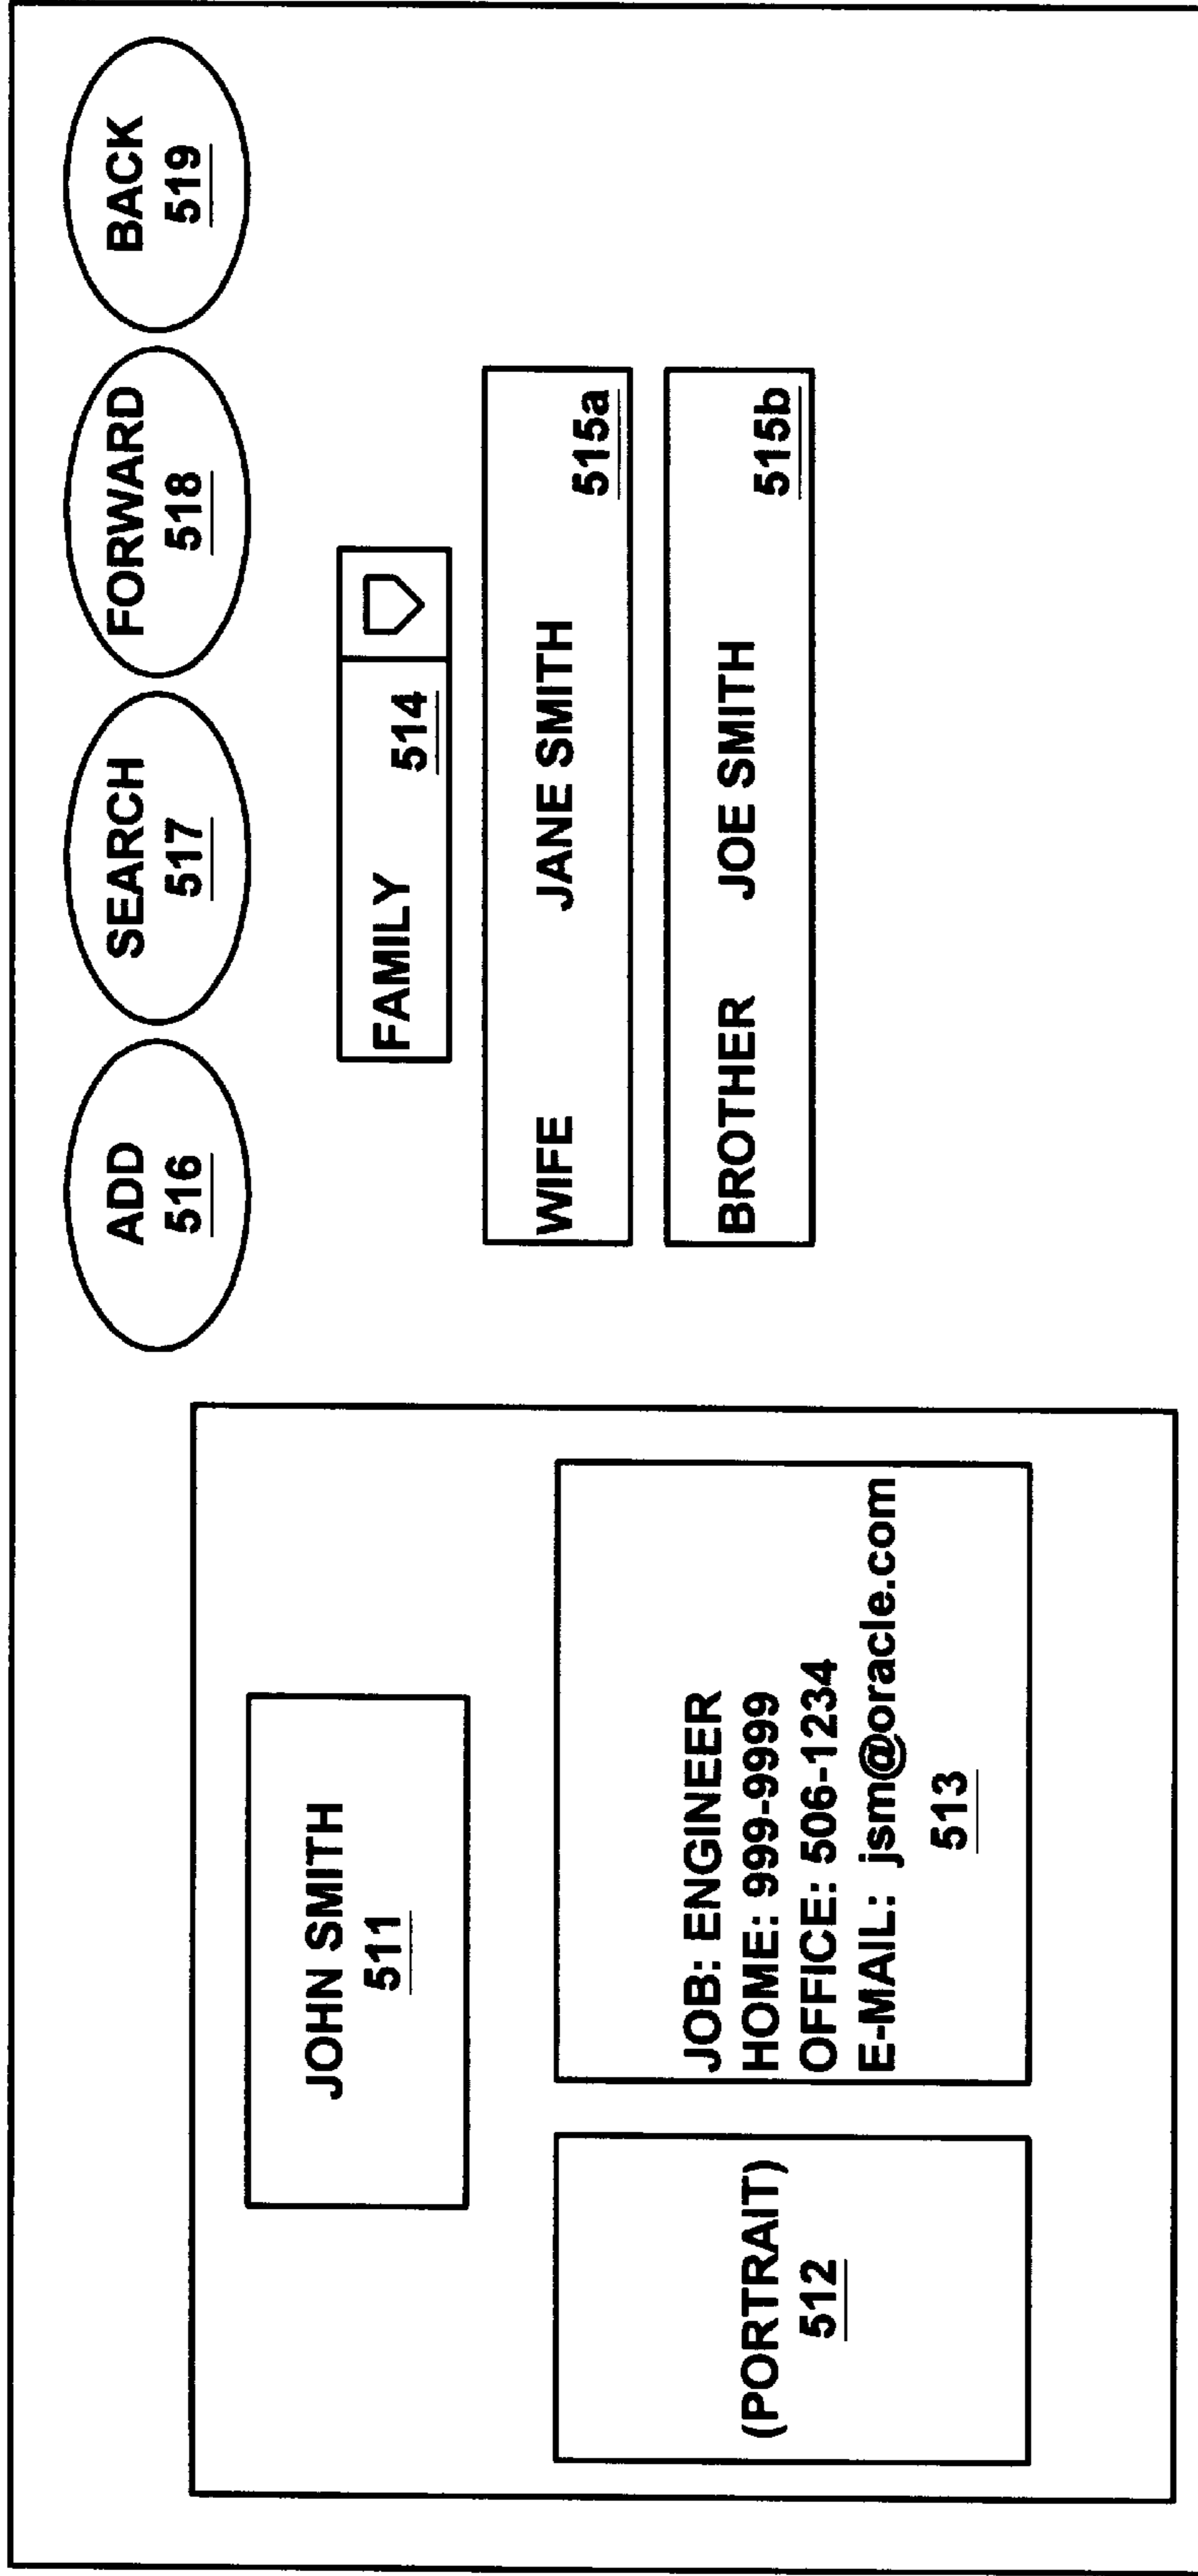 ADD
516
SEARCH
517
FORWARD
518
BACK
519
JOHN SMITH
511
(PORTRAIT)
512
JOB: ENGINEER
HOME: 999-9999
OFFICE: 506-1234
E-MAIL: jsm@oracle.com
513
FAMILY 514
WIFE JANE SMITH 515a
BROTHER JOE SMITH 515b